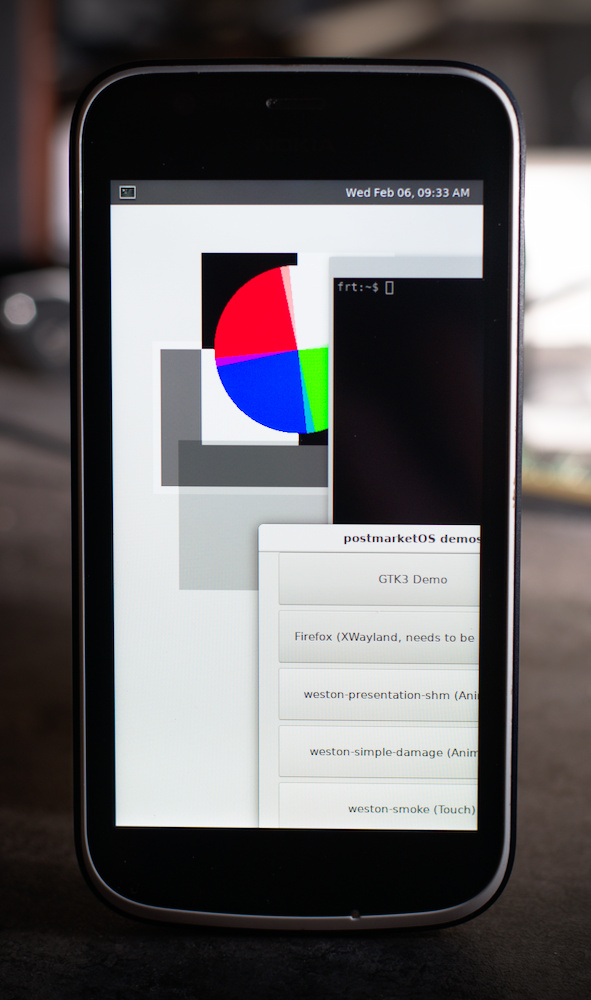 Wed Feb 06, 09:33 AM
frt:~$
postmarketOS demos
GTK3 Demo
Firefox (XWayland, needs to be
weston-presentation-shm (Ani
weston-simple-damage (Anim
weston-smoke (Touch)